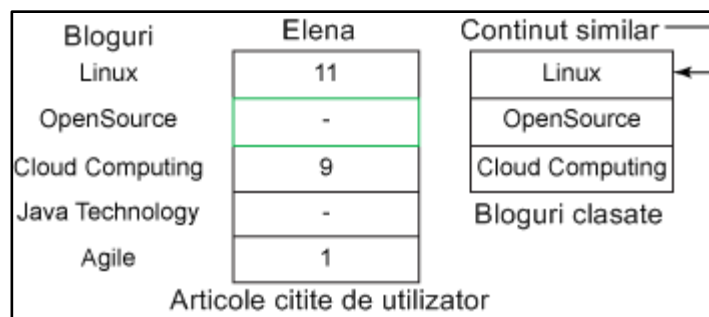 Bloguri Elena Continut similar
Linux 11 Linux
OpenSource - OpenSource
Cloud Computing 9 Cloud Computing
Java Technology - Bloguri clasate
Agile 1
Articole citite de utilizator